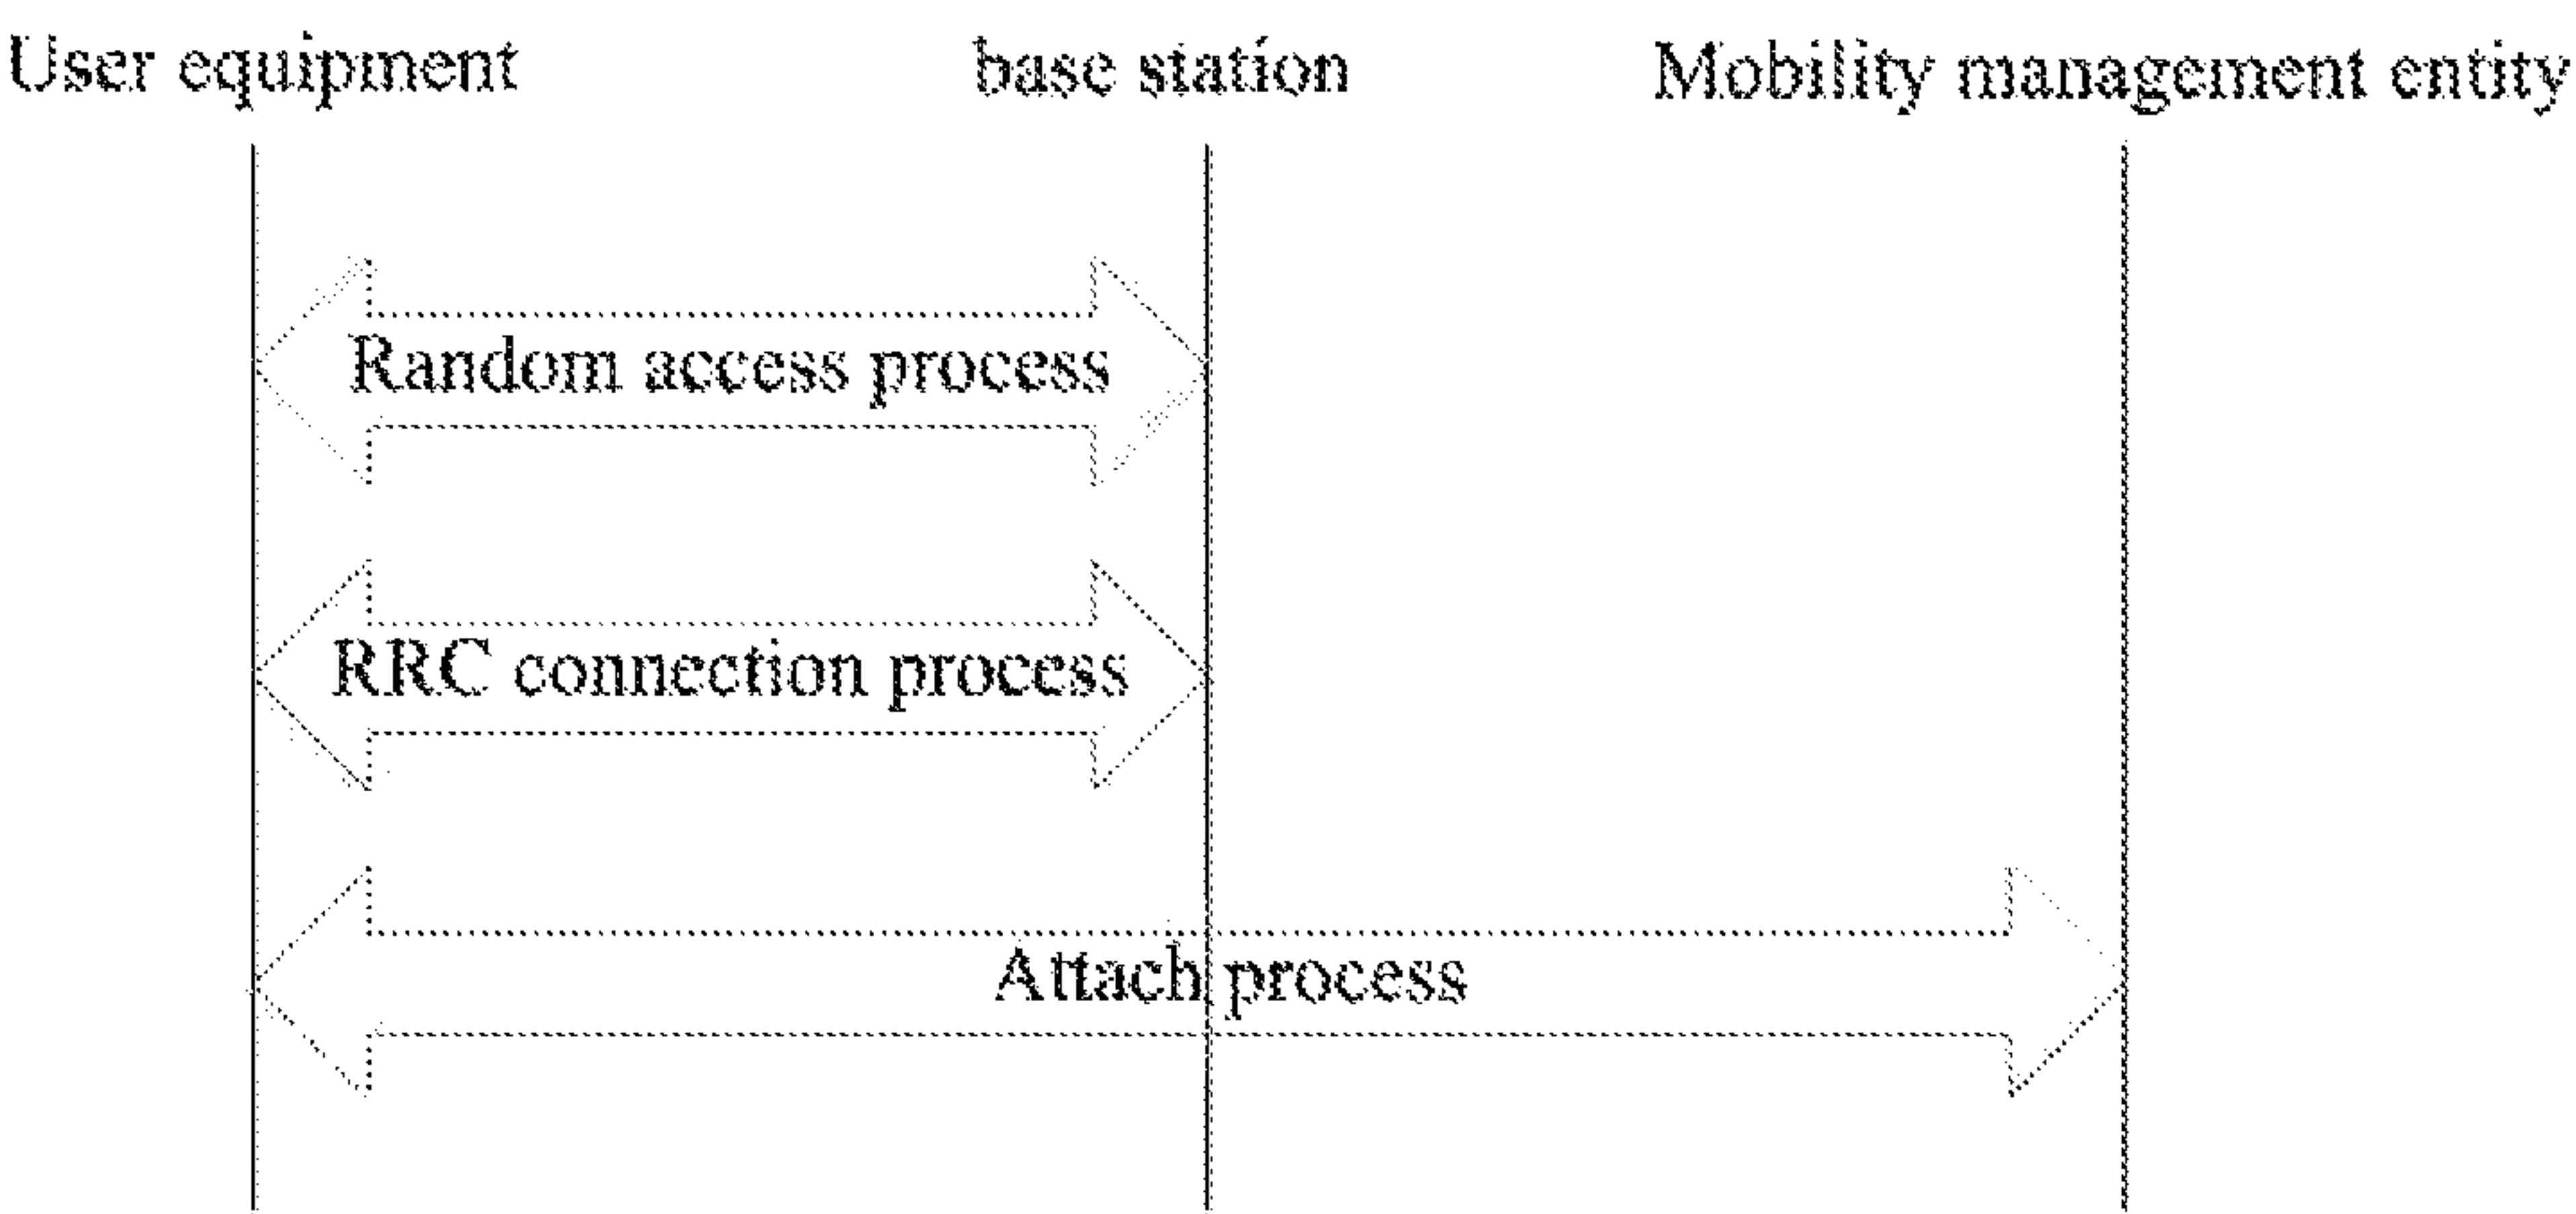 User equipment
base station
Mobility management entity
Random access process
RRC connection process
Attach process